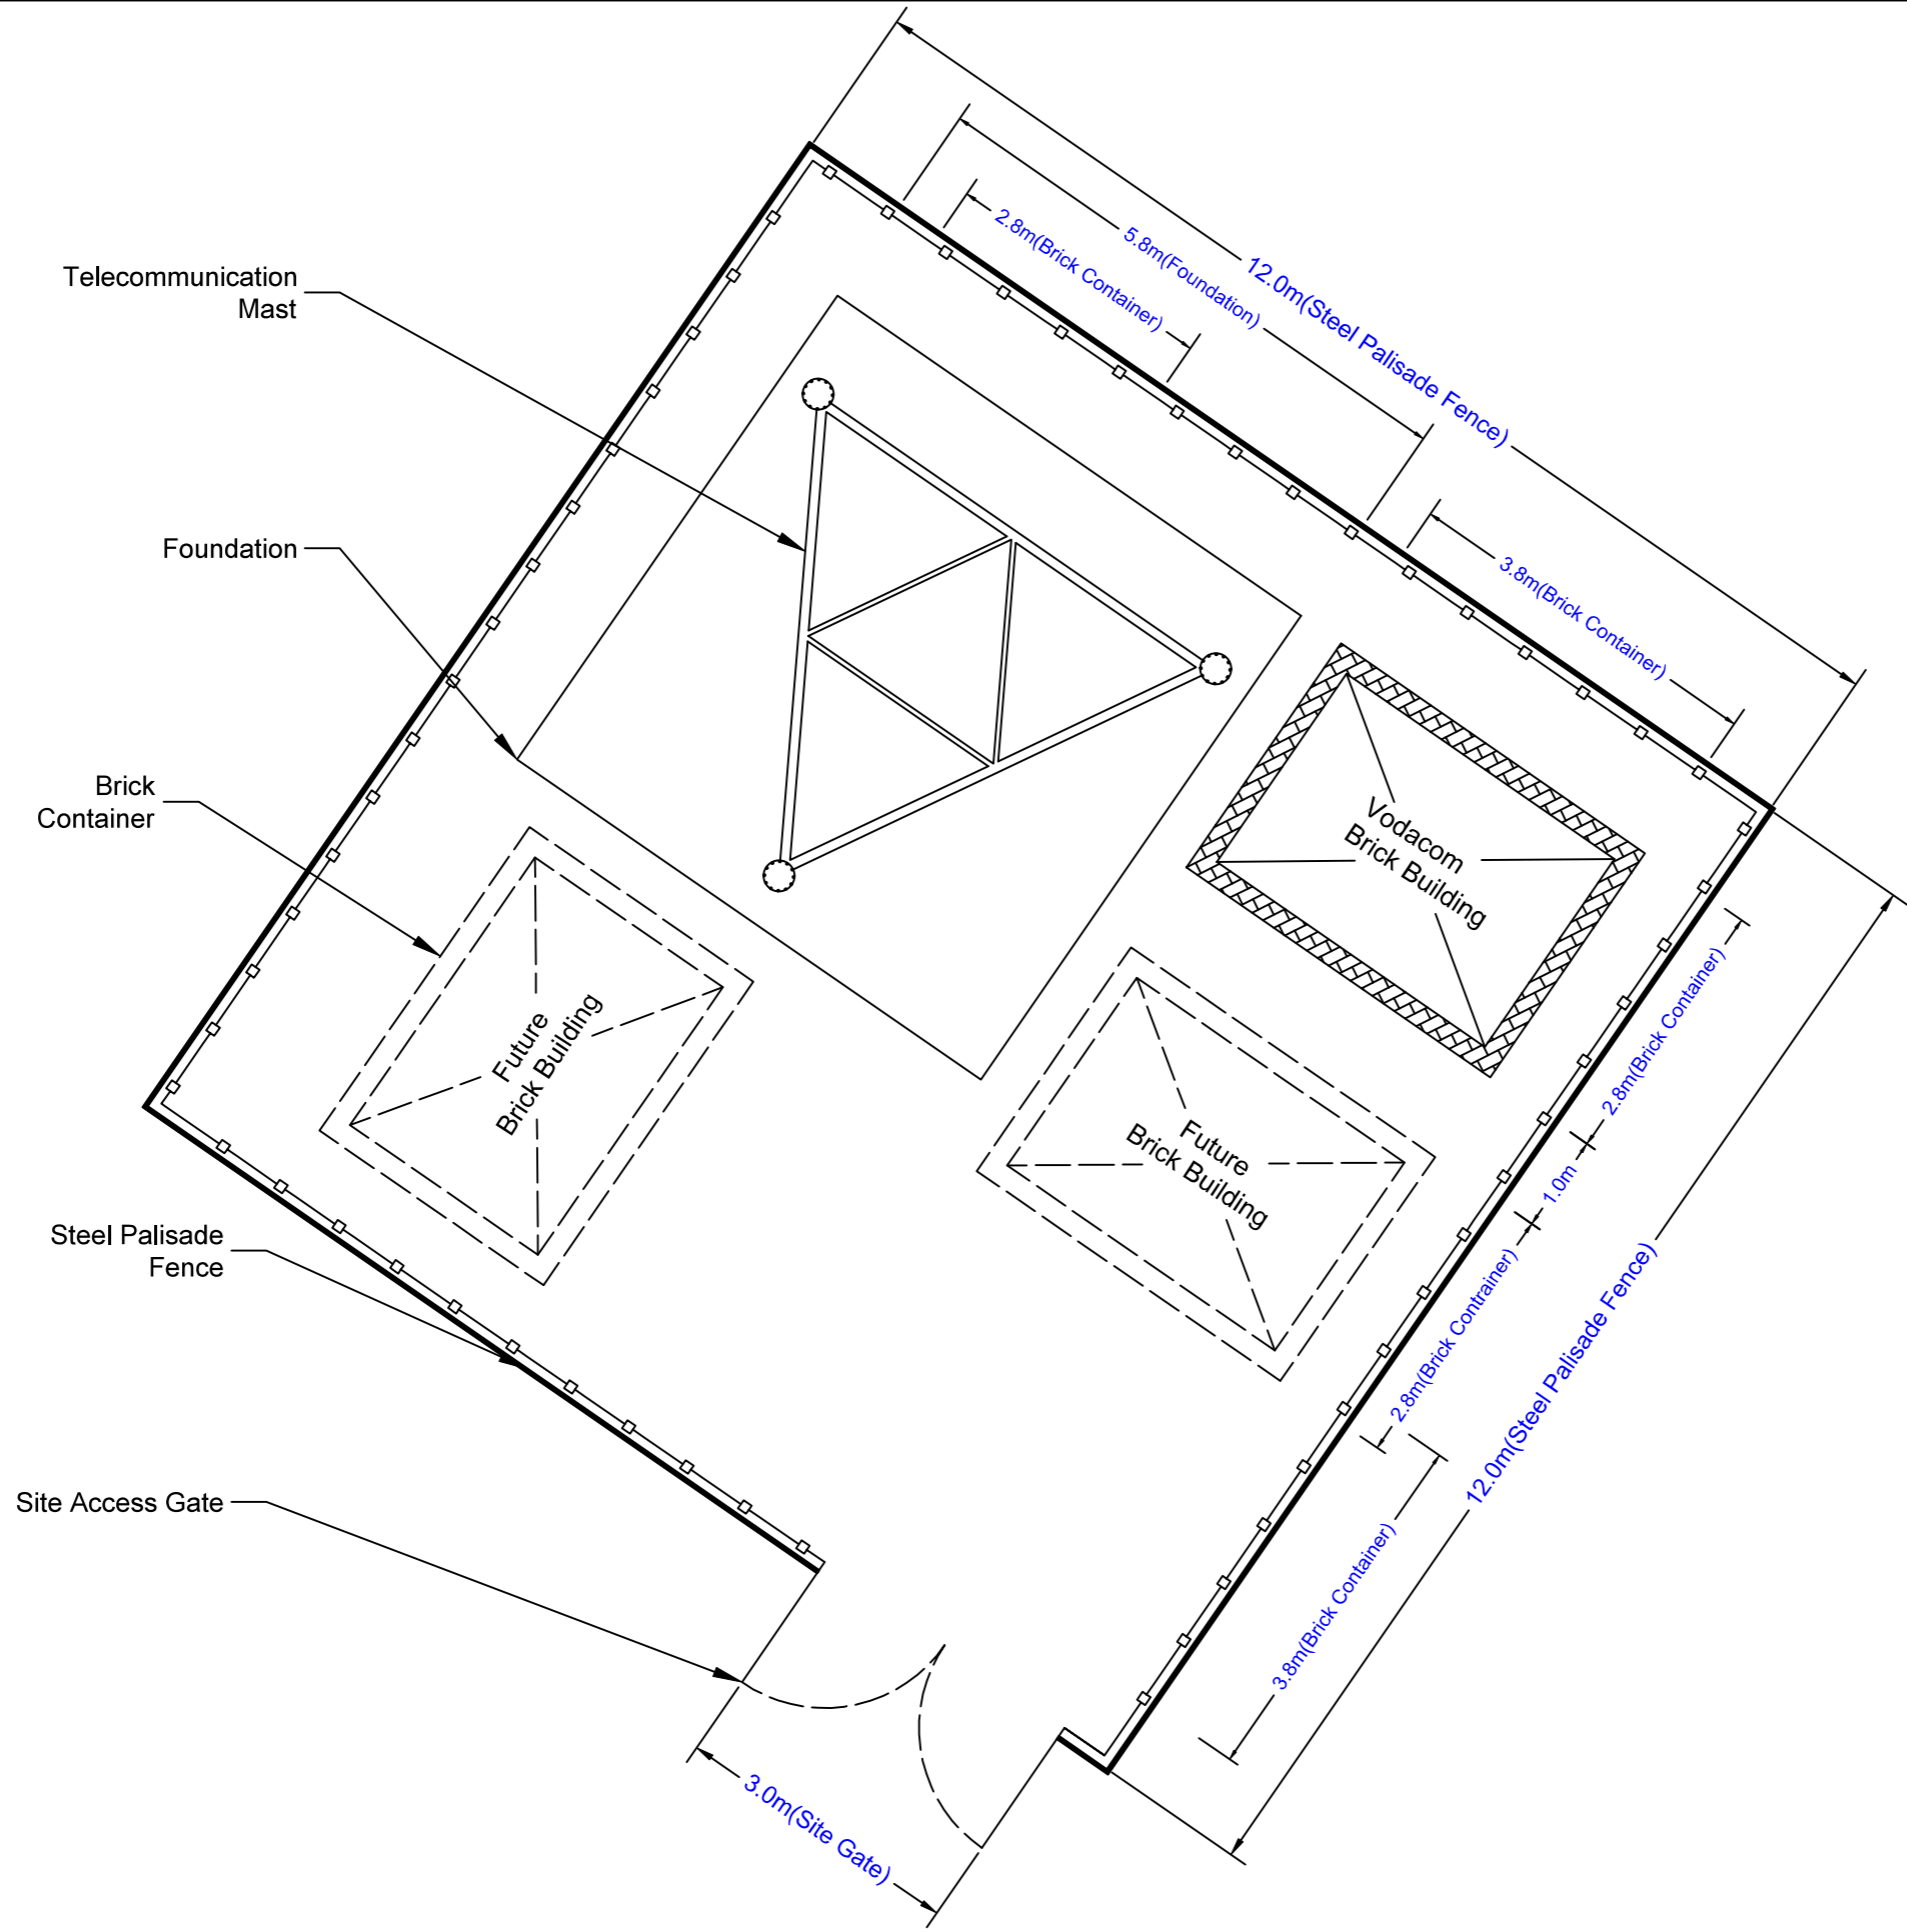 12.0m(Steel Palisade Fence)
5.8m(Foundation)
2.8m(Brick Container)
3.8m(Brick Container)
Telecommunication
Mast
Foundation
Brick
Container
Vodacom
Brick Building
Future
Brick Building
Future
Brick Building
2.8m(Brick Container)
1.0m
2.8m(Brick Contrainer)
12.0m(Steel Palisade Fence)
3.8m(Brick Container)
Steel Palisade
Fence
Site Access Gate
3.0m(Site Gate)